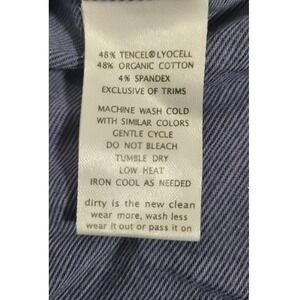 48% TENCEL®LYOCELL
48% ORGANIC COTTON
4% SPANDEX
EXCLUSIVE OF TRIMS
MACHINE WASH COLD
WITH SIMILAR COLORS
GENTLE CYCLE
DO NOT BLEACH
TUMBLE DRY
LOW HEAT
IRON COOL AS NEEDED
dirty is the new clean
wear more, wash less
wear it out or pass it on